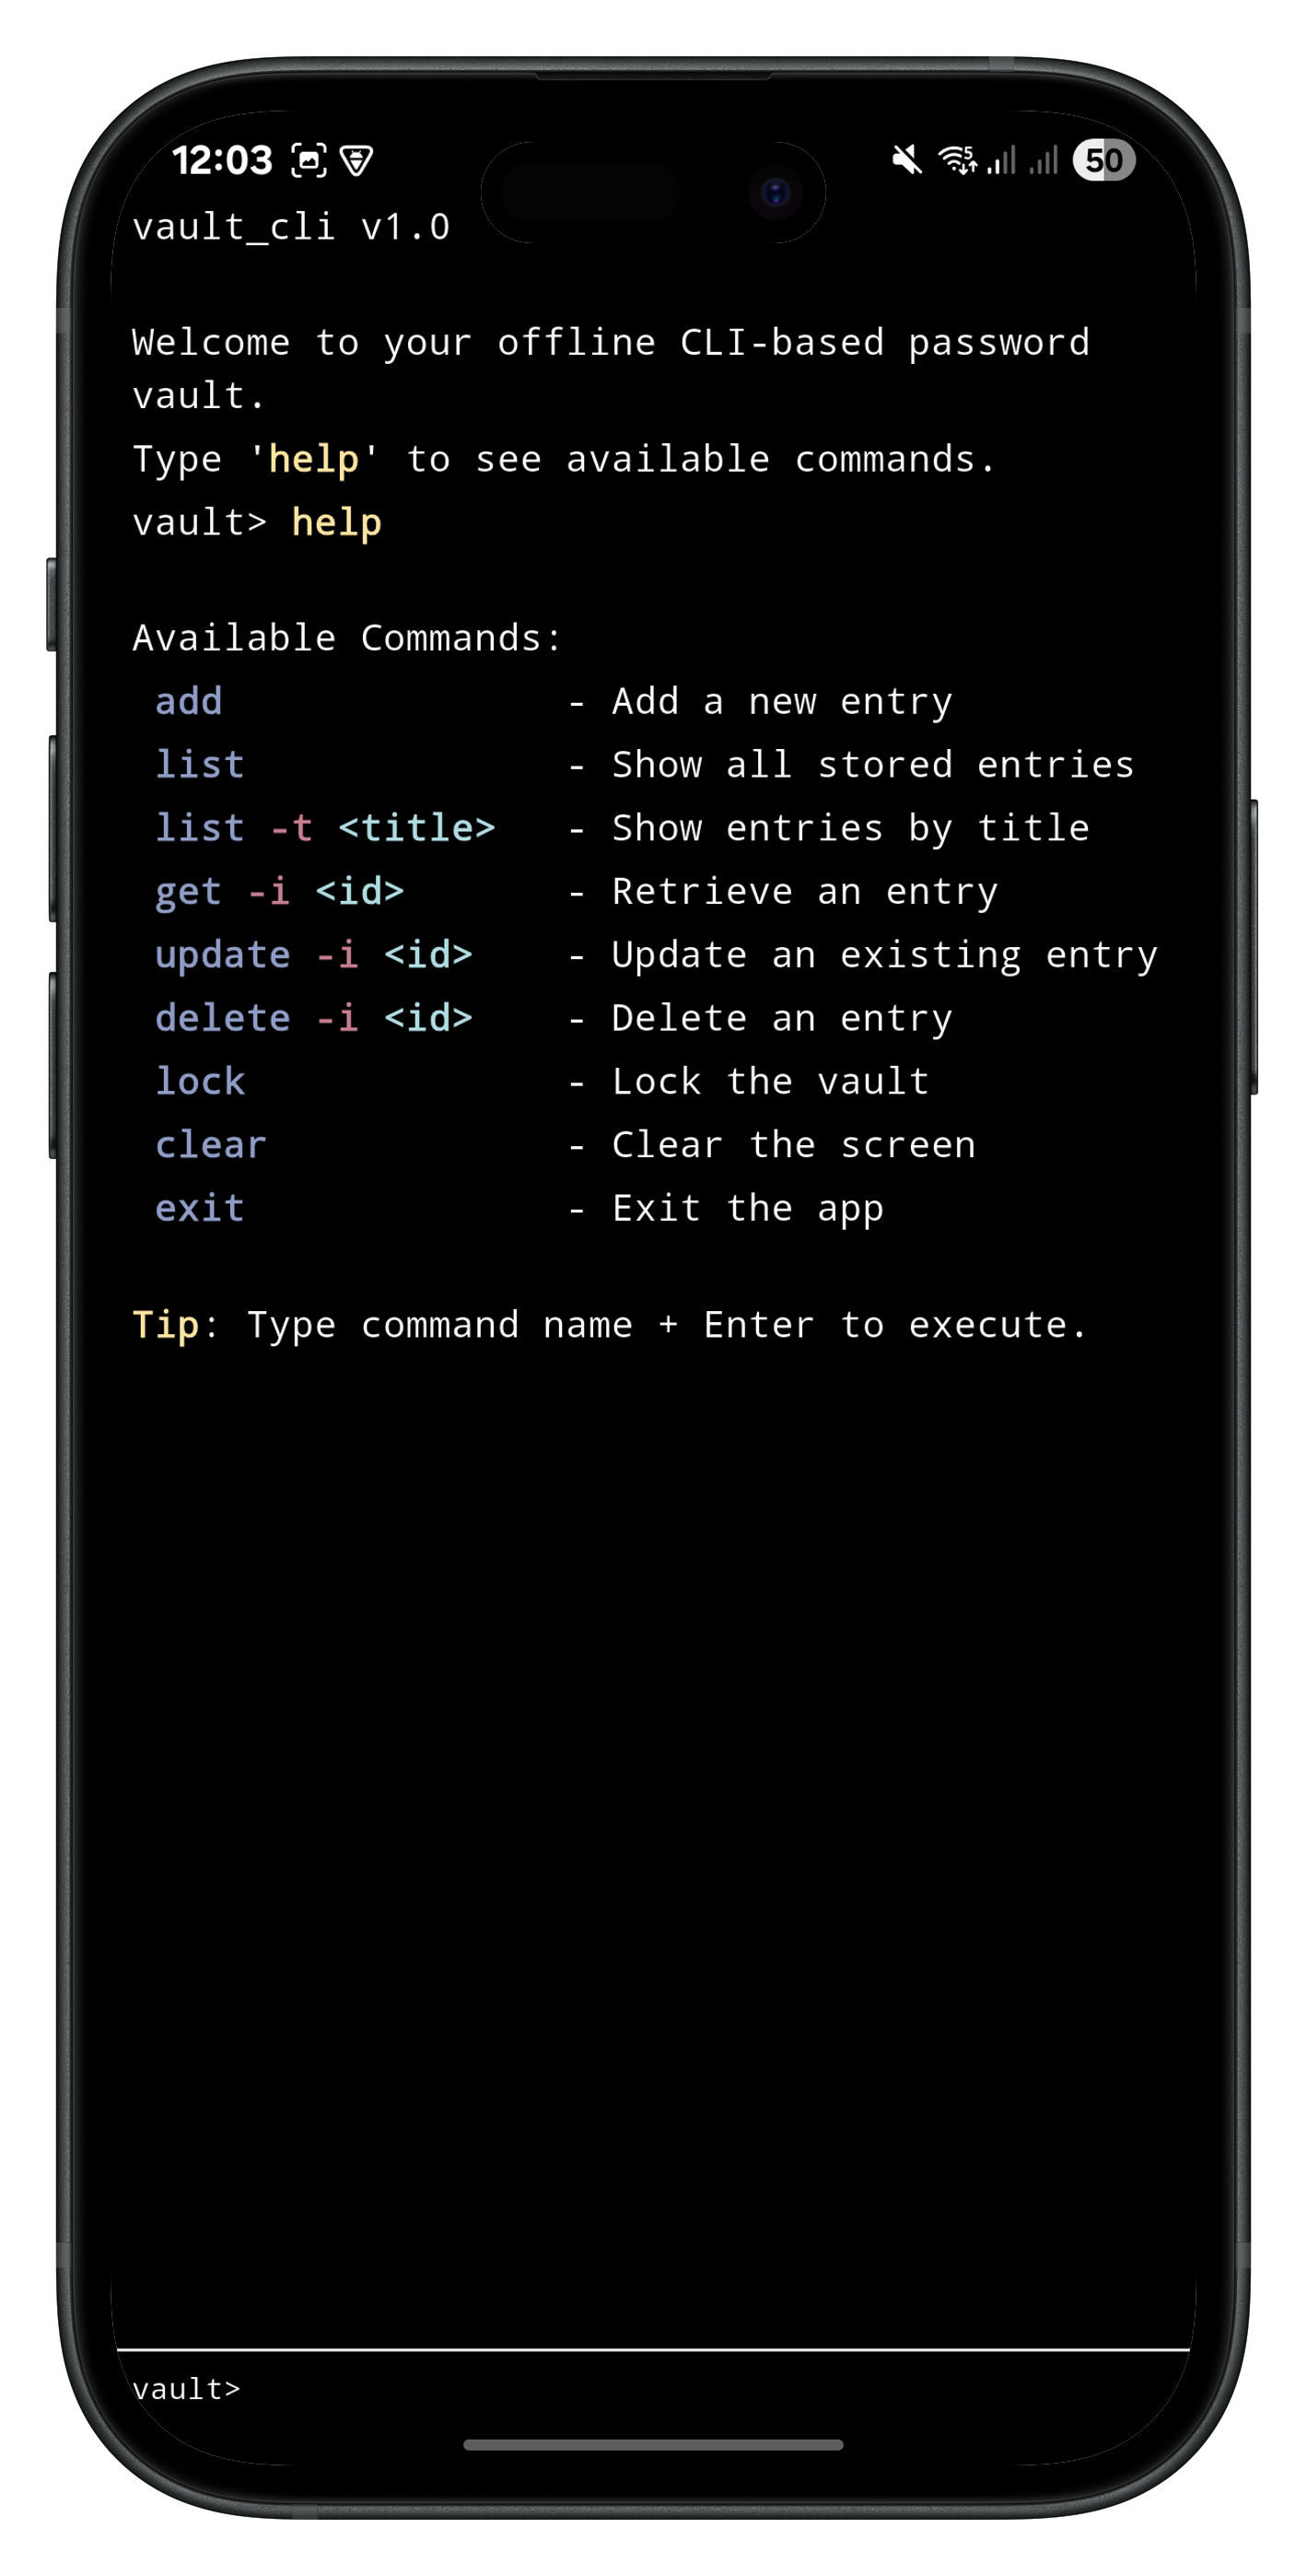 12:03 5 50
vault_cli v1.0
Welcome to your offline CLI-based password
vault.
Type 'help' to see available commands.
vault> help
Available Commands:
add - Add a new entry
list - Show all stored entries
list -t <title> - Show entries by title
get -i <id> - Retrieve an entry
update -i <id> - Update an existing entry
delete -i <id> - Delete an entry
lock - Lock the vault
clear - Clear the screen
exit - Exit the app
Tip: Type command name + Enter to execute.
vault>